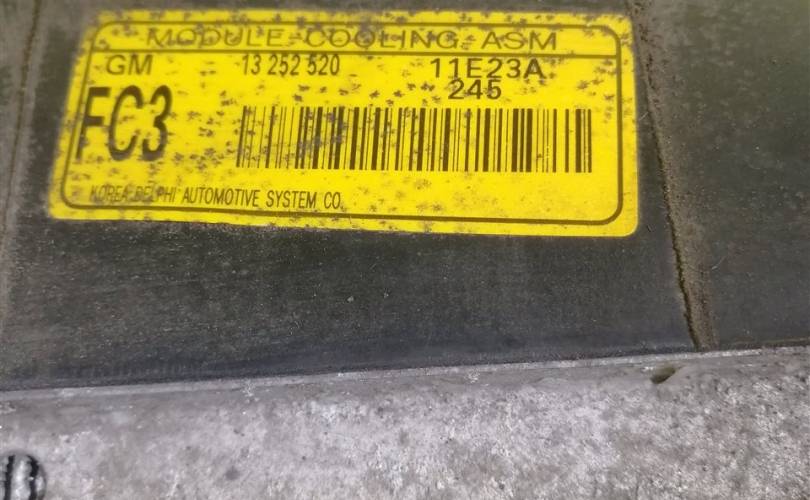 MODULE-COOLING ASM
GM 13 252 520 11E23A
FC3 245
KOREA DELPHI AUTOMOTIVE SYSTEM CO.